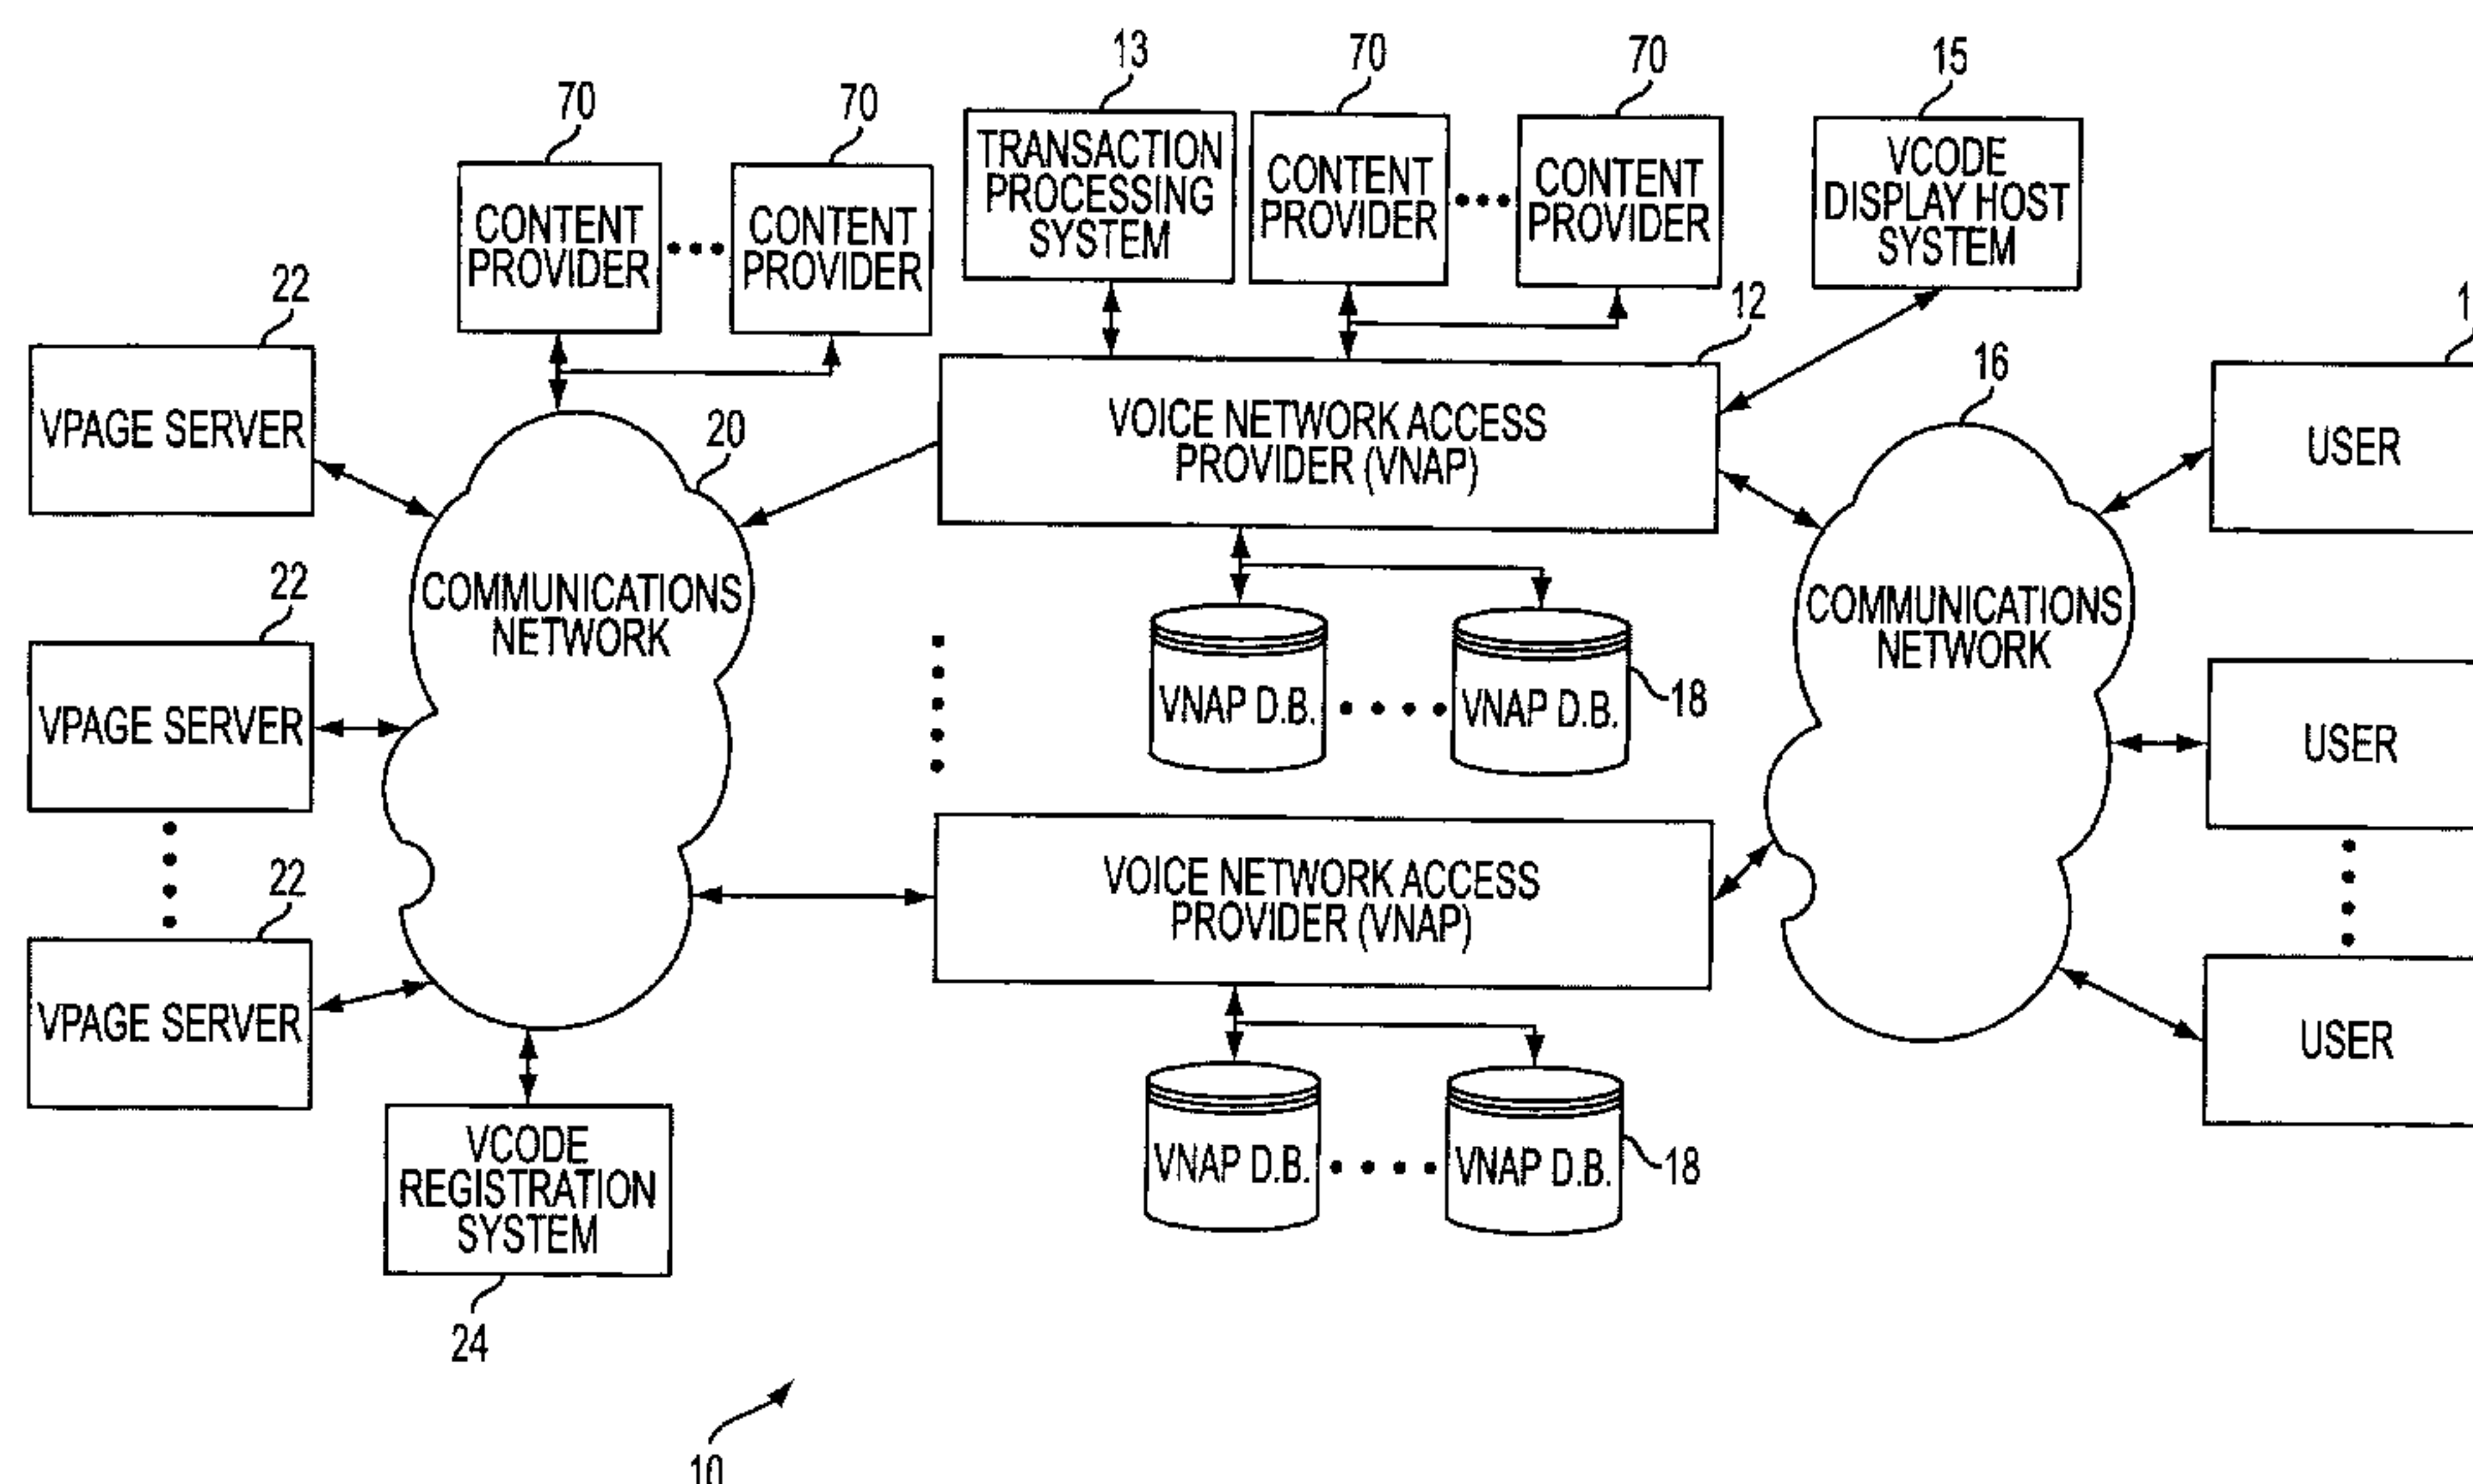 13
70
70
15
70
70
TRANSACTION
PROCESSING
SYSTEM
CONTENT
PROVIDER
CONTENT
PROVIDER
VCODE
DISPLAY HOST
SYSTEM
CONTENT
PROVIDER
CONTENT
PROVIDER
22
12
16
VPAGE SERVER
20
VOICE NETWORK ACCESS
PROVIDER (VNAP)
USER
COMMUNICATIONS
NETWORK
COMMUNICATIONS
NETWORK
22
VPAGE SERVER
VNAP D.B.
VNAP D.B.
18
USER
22
VPAGE SERVER
VOICE NETWORK ACCESS
PROVIDER (VNAP)
USER
VCODE
REGISTRATION
SYSTEM
24
VNAP D.B.
VNAP D.B.
18
10